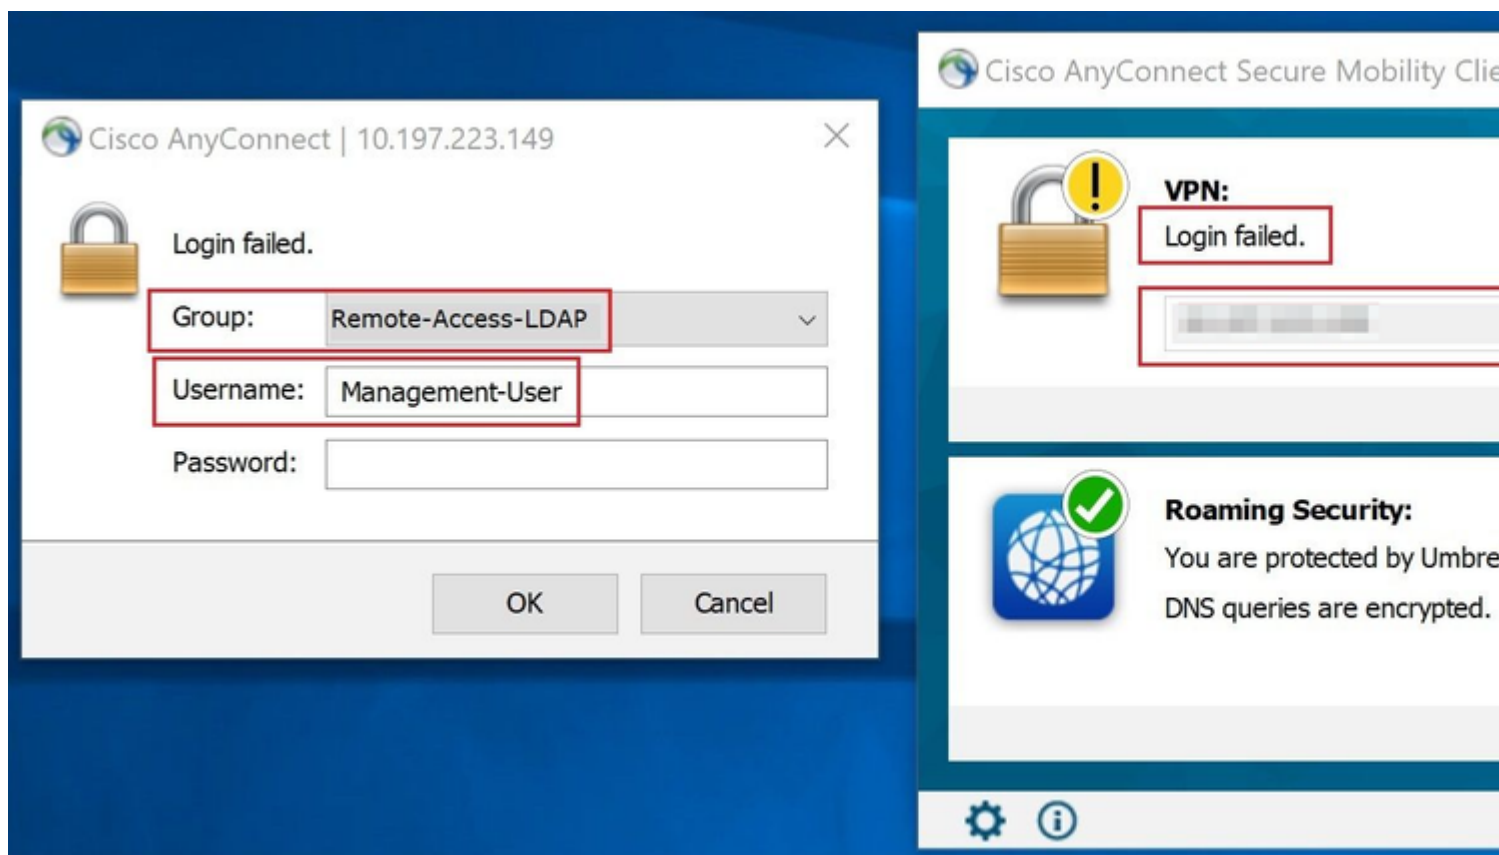 Cisco AnyConnect | 10.197.223.149
Login failed.
Group: Remote-Access-LDAP
Username: Management-User
Password:
OK Cancel
Cisco AnyConnect Secure Mobility Clie
VPN:
Login failed.
Roaming Security:
You are protected by Umbre
DNS queries are encrypted.